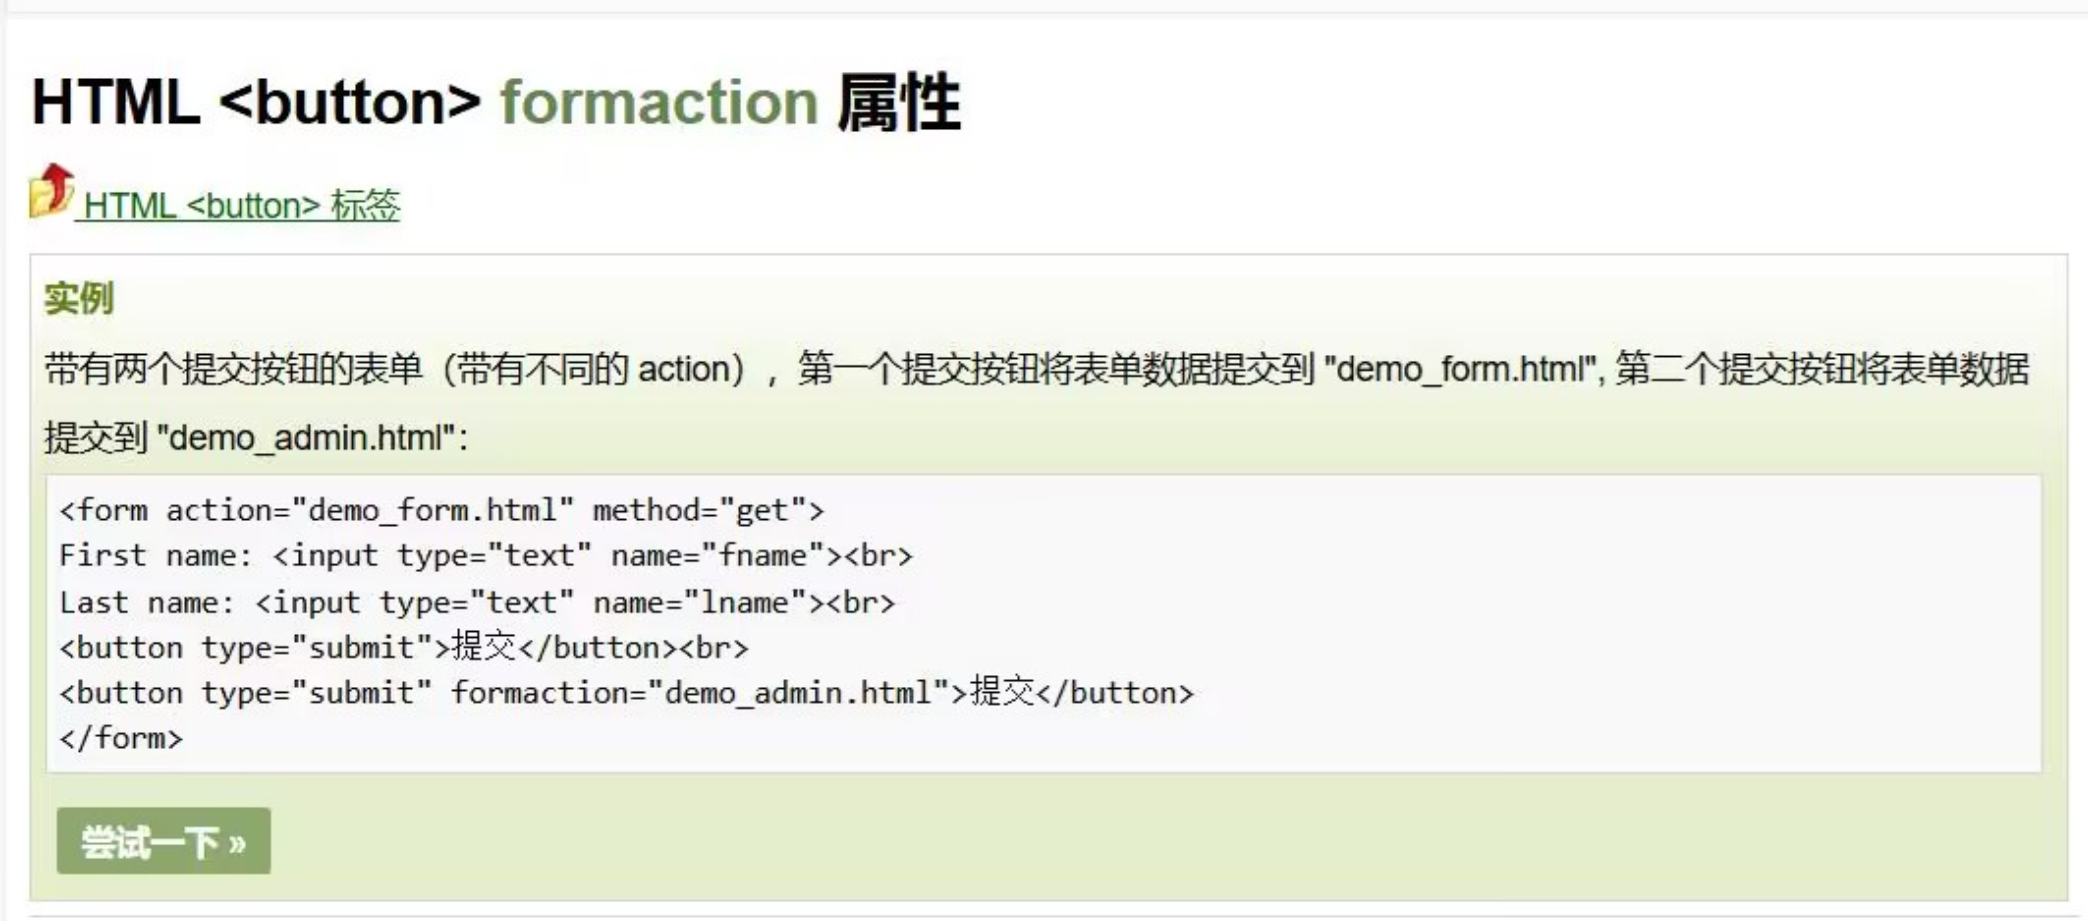 HTML <button> formaction 属性
HTML <button> 标签
实例
带有两个提交按钮的表单（带有不同的 action），第一个提交按钮将表单数据提交到 "demo_form.html", 第二个提交按钮将表单数据
提交到 "demo_admin.html"：
<form action="demo_form.html" method="get">
First name: <input type="text" name="fname"><br>
Last name: <input type="text" name="lname"><br>
<button type="submit">提交</button><br>
<button type="submit" formaction="demo_admin.html">提交</button>
</form>
尝试一下 »